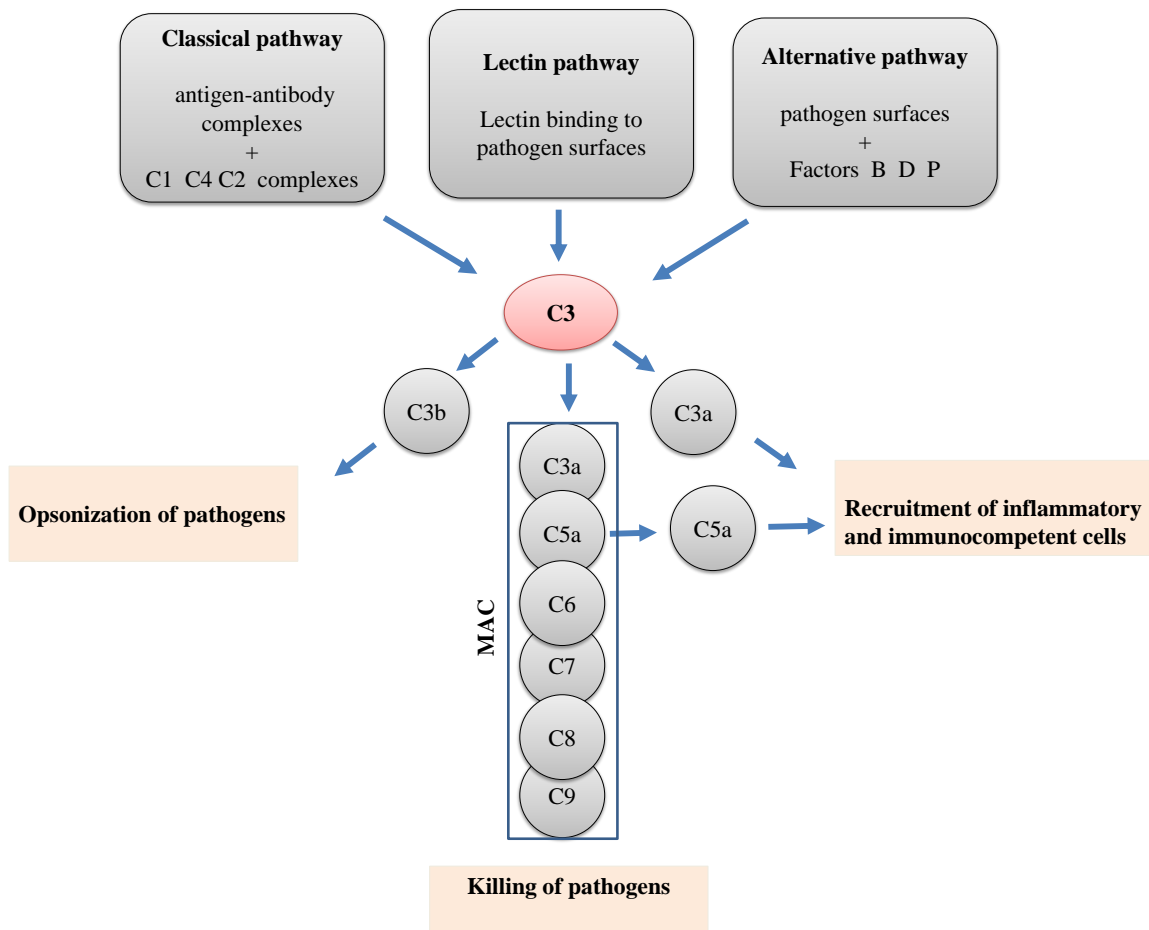 Classical pathway
antigen-antibody
complexes
+
C1 C4 C2 complexes
Lectin pathway
Lectin binding to
pathogen surfaces
Alternative pathway
pathogen surfaces
+
Factors B D P
C3
C3b
C3a
Opsonization of pathogens
MAC
C3a
C5a
C6
C7
C8
C9
C5a
Recruitment of inflammatory
and immunocompetent cells
Killing of pathogens